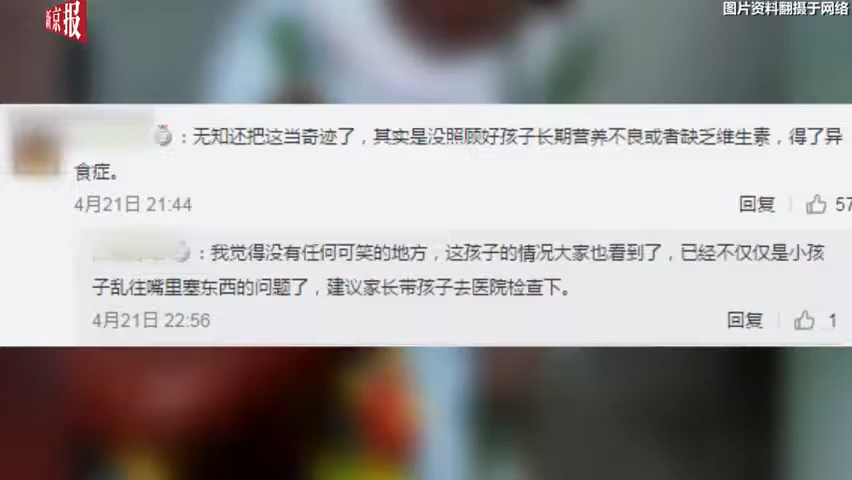 新京报
图片资料翻摄于网络
：无知还把这当奇迹了，其实是没照顾好孩子长期营养不良或者缺乏维生素，得了异
食症。
4月21日 21:44 回复 57
：我觉得没有任何可笑的地方，这孩子的情况大家也看到了，已经不仅仅是小孩
子乱往嘴里塞东西的问题了，建议家长带孩子去医院检查下。
4月21日 22:56 回复 1